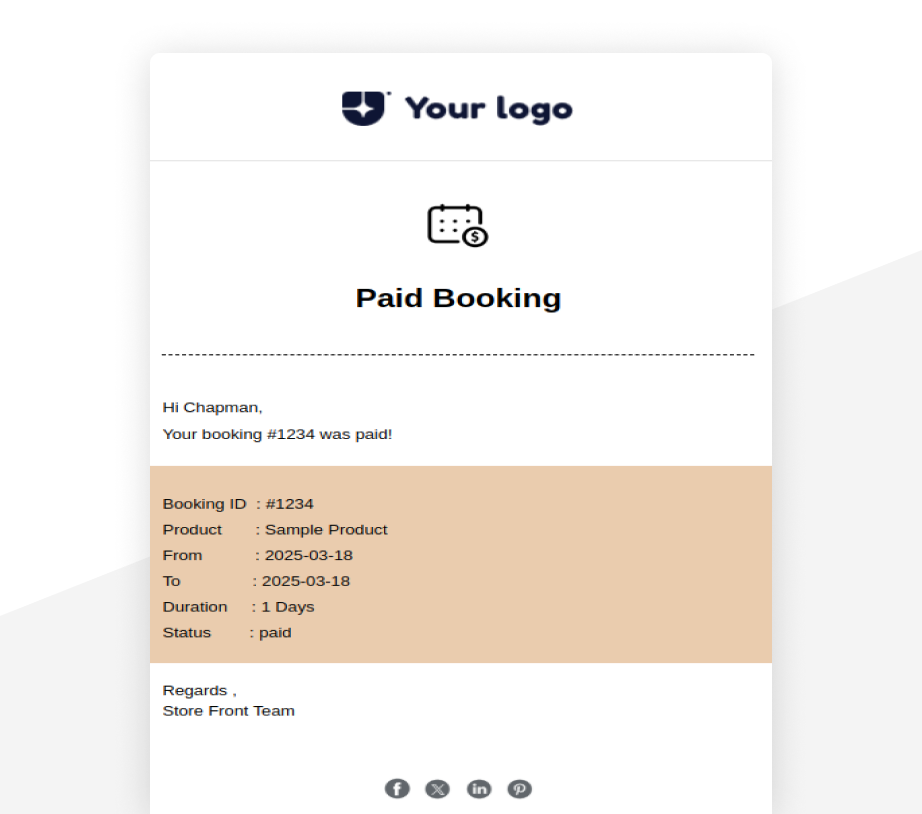 Your logo
$
Paid Booking
Hi Chapman,
Your booking #1234 was paid!
Booking ID : #1234
Product : Sample Product
From : 2025-03-18
To : 2025-03-18
Duration : 1 Days
Status : paid
Regards ,
Store Front Team